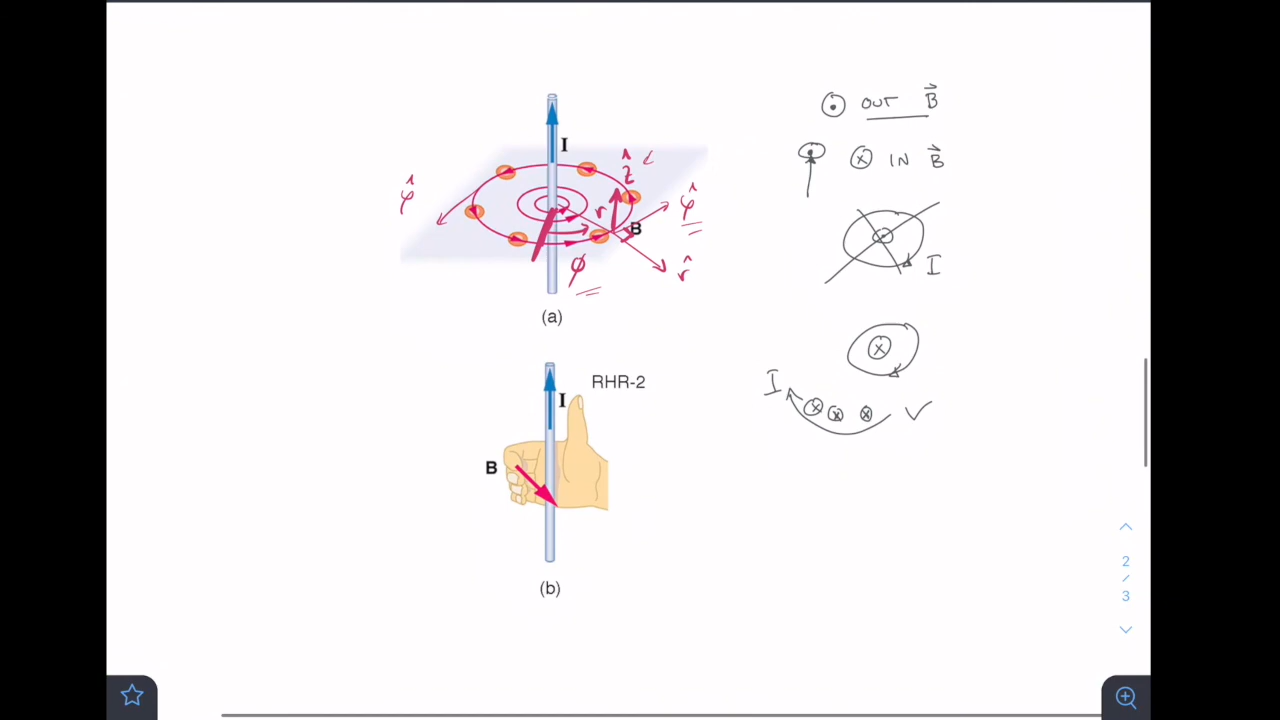 I
ẑ
φ̂
r
φ̂
B
ϕ
r̂
(a)
RHR-2
I
B
(b)
⊙ OUT B⃗
⊗ IN B⃗
I
I
2
/
3